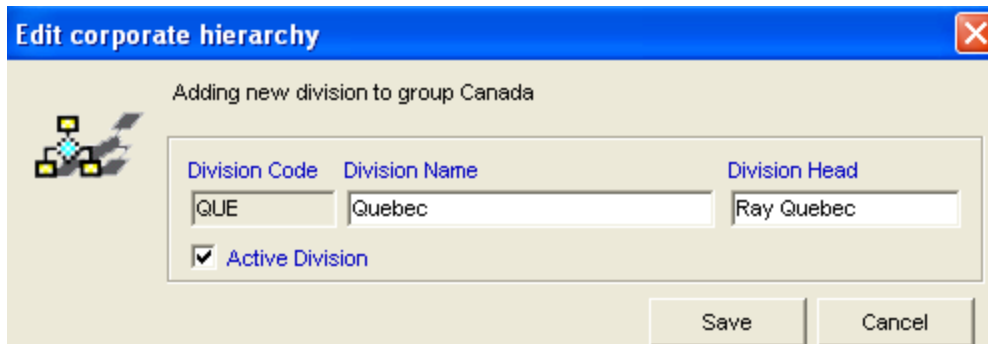 Edit corporate hierarchy
Adding new division to group Canada
Division Code Division Name Division Head
QUE Quebec Ray Quebec
Active Division
Save Cancel